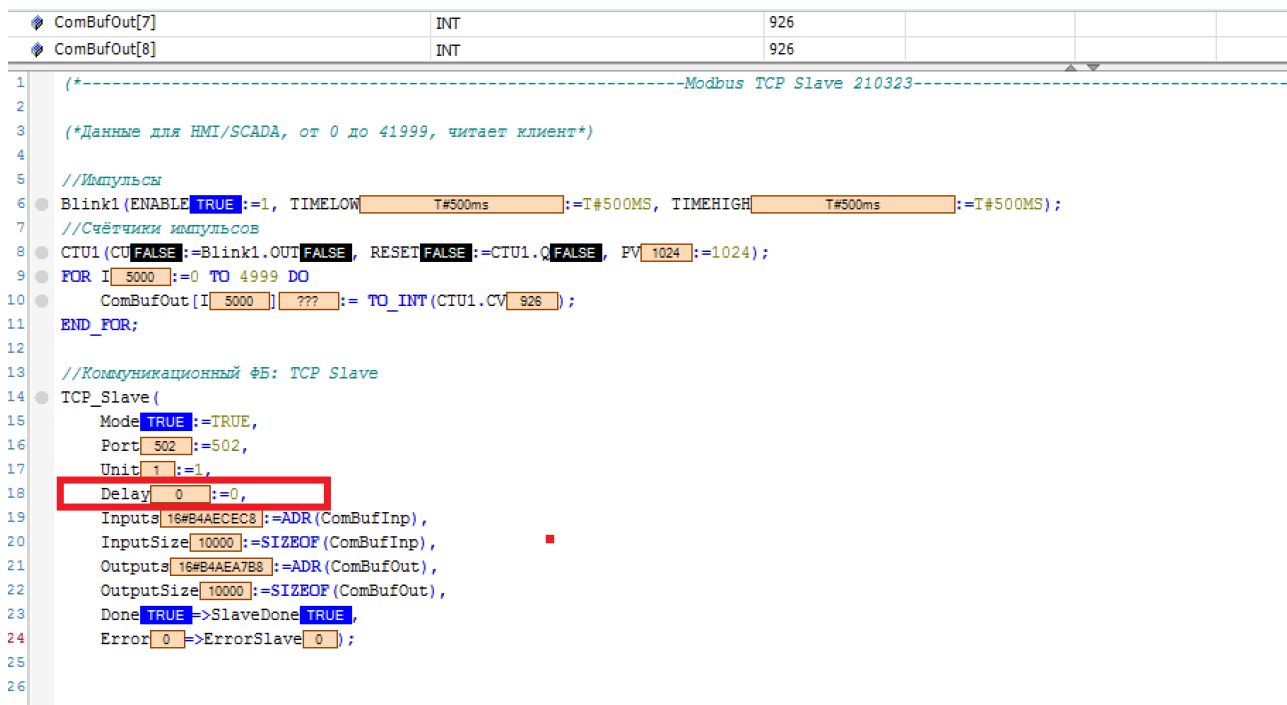 ComBufOut[7] INT 926
ComBufOut[8] INT 926
1 (*-------------------------------------------------------------Modbus TCP Slave 210323--------------------------------------
2
3 (*Данные для HMI/SCADA, от 0 до 41999, читает клиент*)
4
5 //Импульсы
6 Blink1(ENABLE TRUE :=1, TIMELOW T#500ms :=T#500MS, TIMEHIGH T#500ms :=T#500MS);
7 //Счётчики импульсов
8 CTU1(CU FALSE :=Blink1.OUT FALSE , RESET FALSE :=CTU1.Q FALSE , PV 1024 :=1024);
9 FOR I 5000 :=0 TO 4999 DO
10 ComBufOut[I 5000 ] ??? := TO_INT(CTU1.CV 926 );
11 END_FOR;
12
13 //Коммуникационный ФБ: TCP Slave
14 TCP_Slave(
15 Mode TRUE :=TRUE,
16 Port 502 :=502,
17 Unit 1 :=1,
18 Delay 0 :=0,
19 Inputs 16#B4AECEC8 :=ADR(ComBufInp),
20 InputSize 10000 :=SIZEOF(ComBufInp),
21 Outputs 16#B4AEA7B8 :=ADR(ComBufOut),
22 OutputSize 10000 :=SIZEOF(ComBufOut),
23 Done TRUE =>SlaveDone TRUE ,
24 Error 0 =>ErrorSlave 0 );
25
26